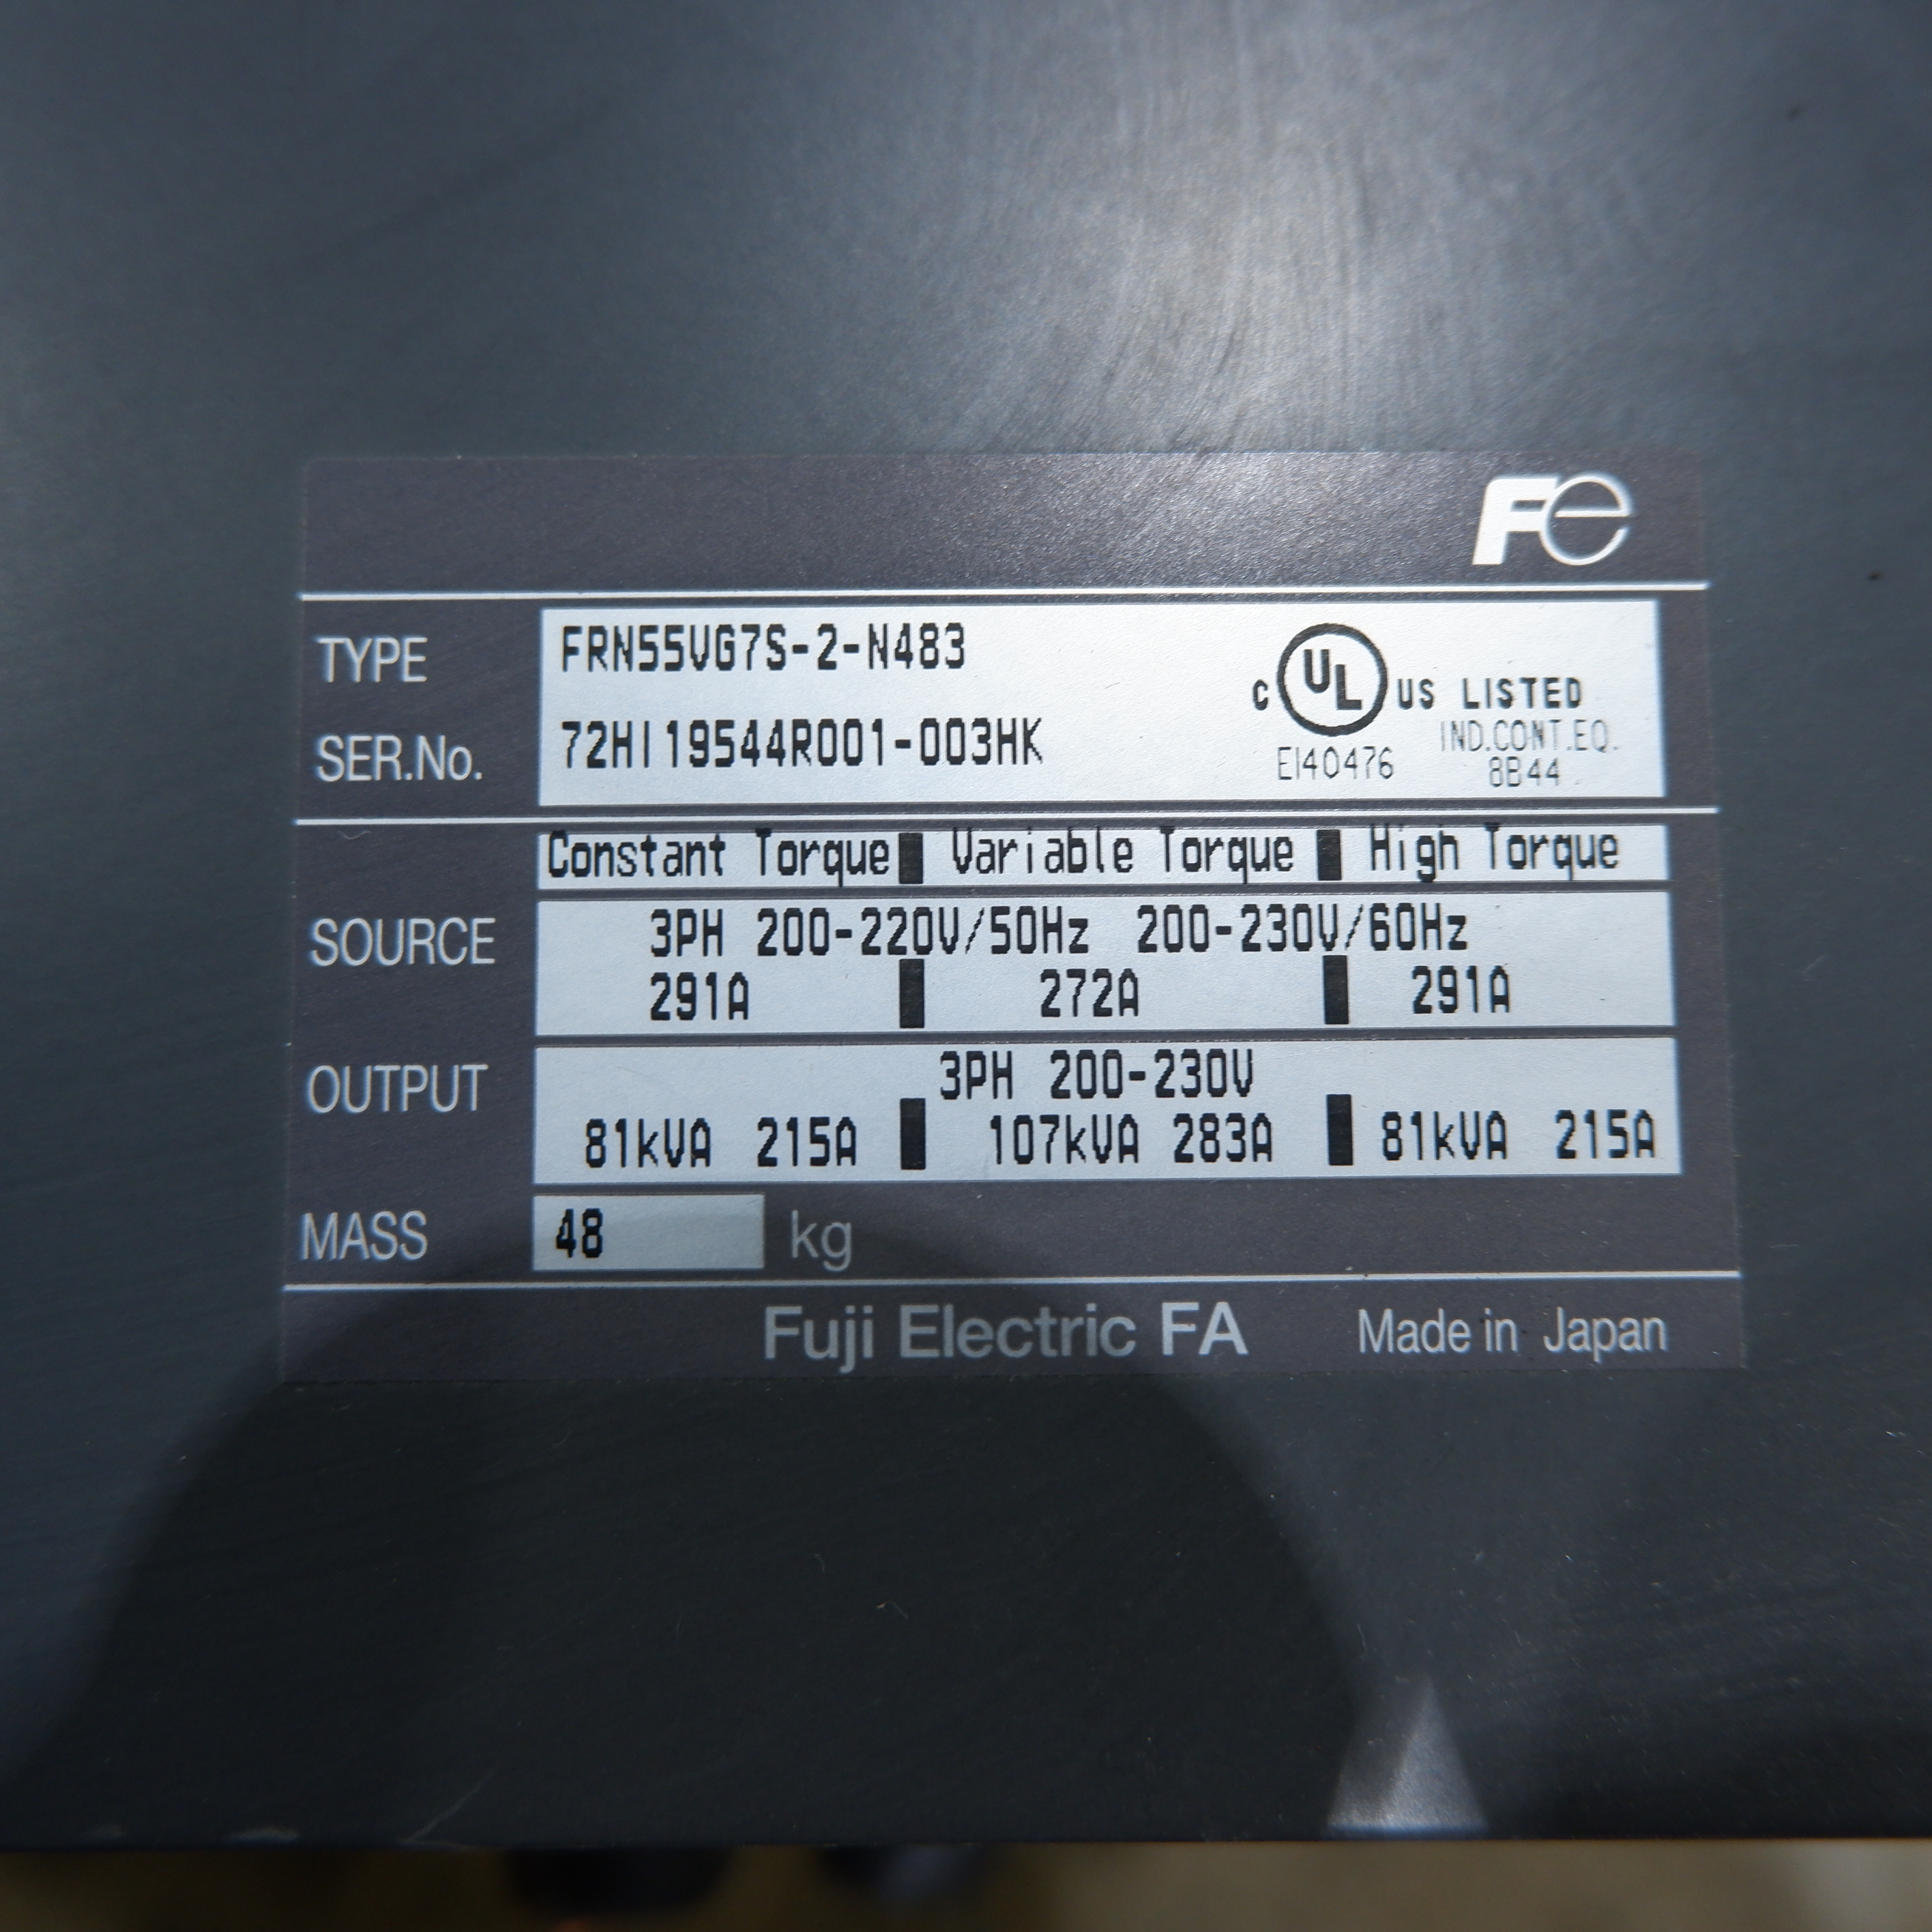 Fe
TYPE FRN55VG7S-2-N483
SER.No. 72HI19544R001-003HK
C UL US LISTED
E140476 IND.CONT.EQ.
8B44
Constant Torque Variable Torque High Torque
SOURCE 3PH 200-220V/50Hz 200-230V/60Hz
291A 272A 291A
OUTPUT 3PH 200-230V
81kVA 215A 107kVA 283A 81kVA 215A
MASS 48 kg
Fuji Electric FA Made in Japan